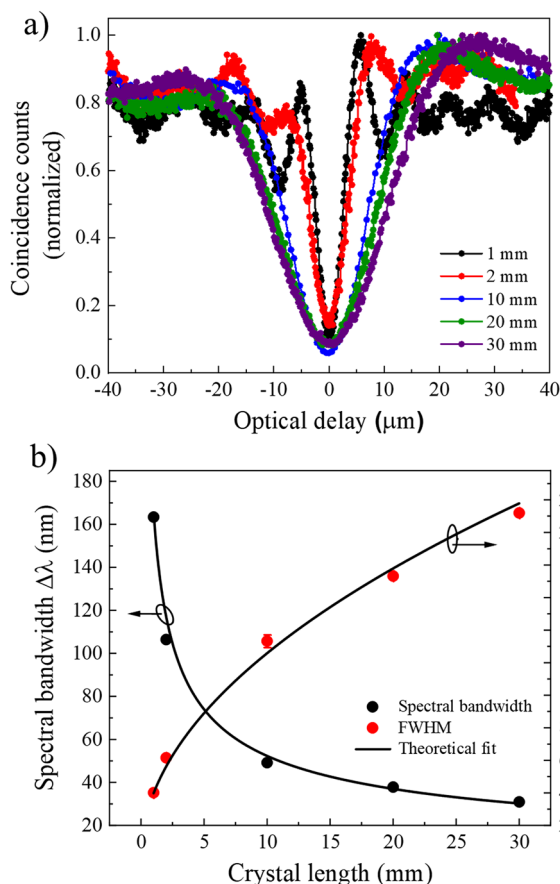 a)
Coincidence counts
(normalized)
1.0
0.8
0.6
0.4
0.2
0.0
1 mm
2 mm
10 mm
20 mm
30 mm
-40 -30 -20 -10 0 10 20 30 40
Optical delay (μm)
b)
Spectral bandwidth Δλ (nm)
180
160
140
120
100
80
60
40
20
Spectral bandwidth
FWHM
Theoretical fit
0 5 10 15 20 25 30
Crystal length (mm)